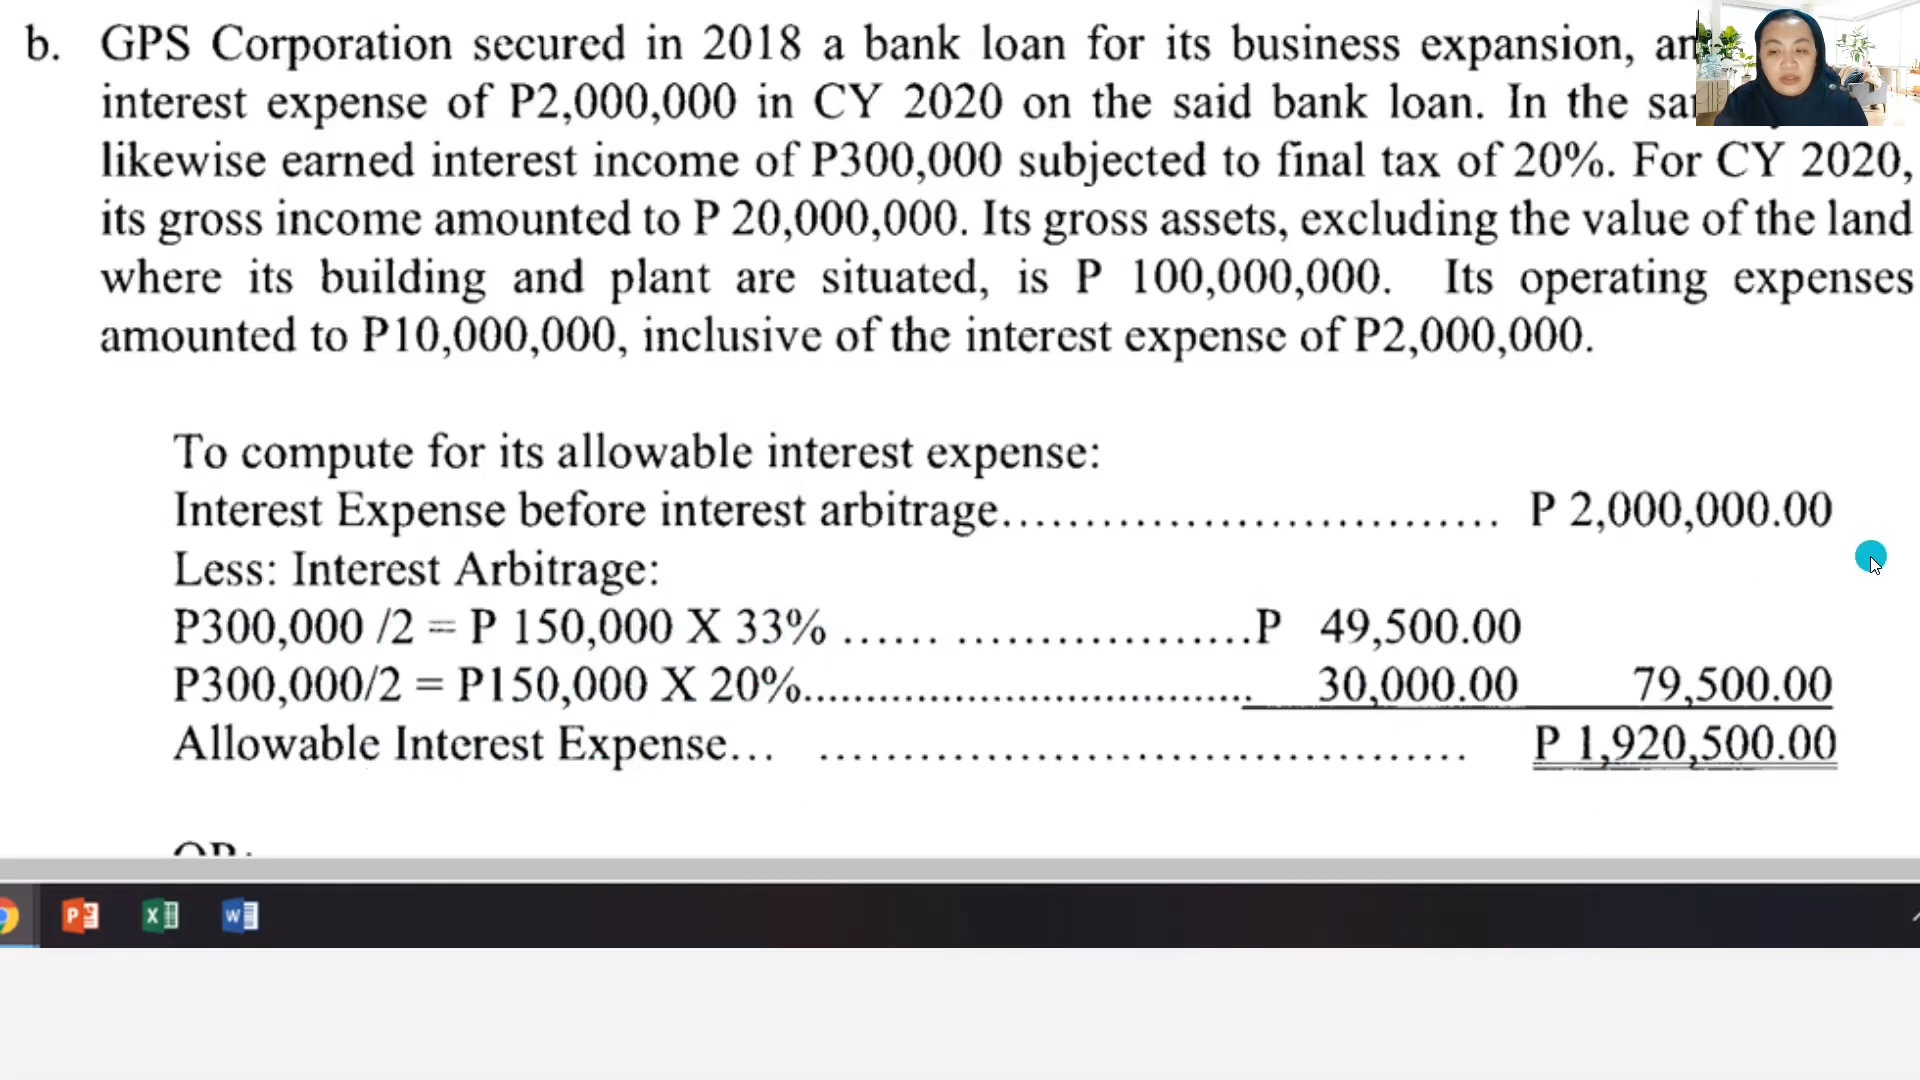 b. GPS Corporation secured in 2018 a bank loan for its business expansion,
interest expense of P2,000,000 in CY 2020 on the said bank loan. In the
likewise earned interest income of P300,000 subjected to final tax of 20%. For CY 2020,
its gross income amounted to P 20,000,000. Its gross assets, excluding the value of the land
where its building and plant are situated, is P 100,000,000. Its operating expenses
amounted to P10,000,000, inclusive of the interest expense of P2,000,000.
To compute for its allowable interest expense:
Interest Expense before interest arbitrage.............................. P 2,000,000.00
Less: Interest Arbitrage:
P300,000 /2 = P 150,000 X 33% ...... ..................P 49,500.00
P300,000/2 = P150,000 X 20%.................................... 30,000.00 79,500.00
Allowable Interest Expense... ....................................... P 1,920,500.00
P
X
W